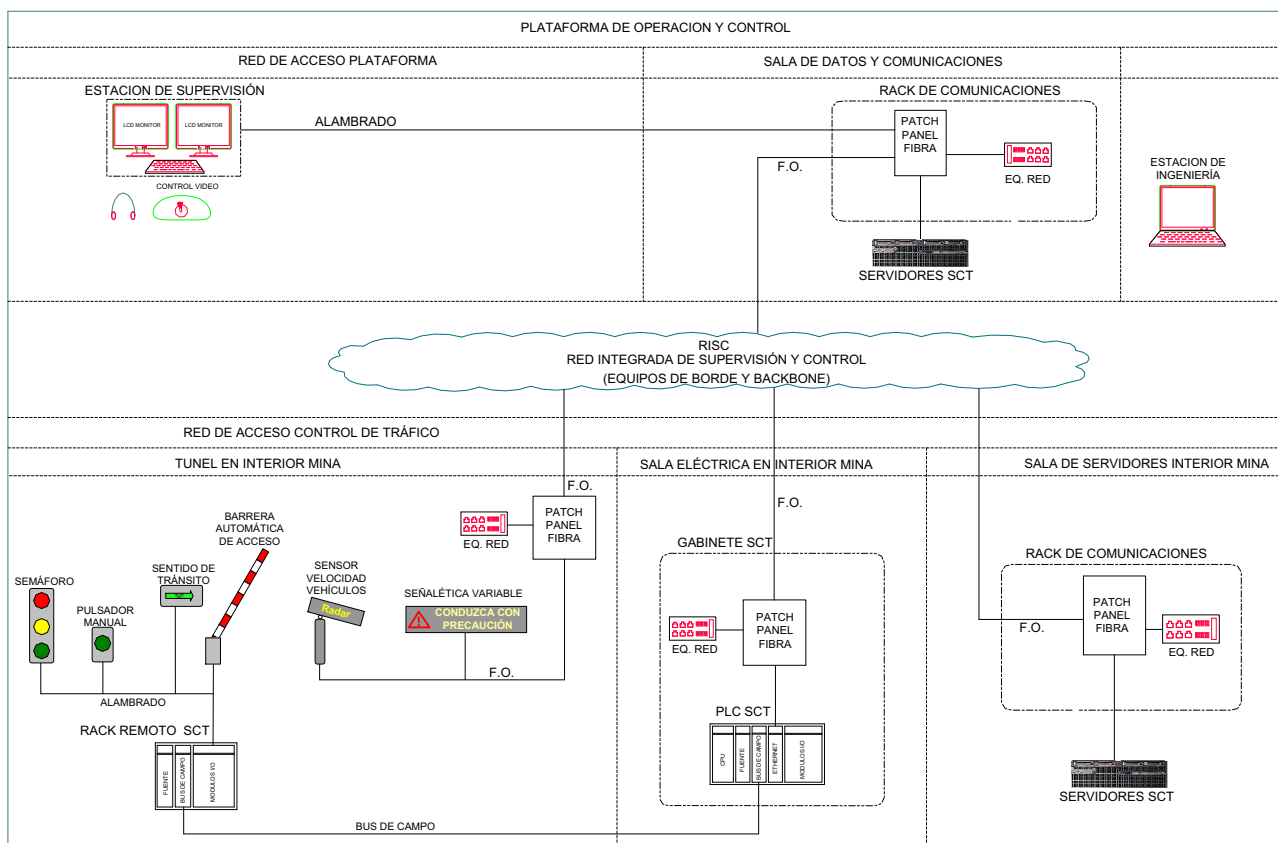 PLATAFORMA DE OPERACION Y CONTROL
RED DE ACCESO PLATAFORMA
SALA DE DATOS Y COMUNICACIONES
ESTACION DE SUPERVISIÓN
LCD MONITOR
LCD MONITOR
CONTROL VIDEO
ALAMBRADO
RACK DE COMUNICACIONES
PATCH
PANEL
FIBRA
F.O.
EQ. RED
SERVIDORES SCT
ESTACION DE
INGENIERÍA
RISC
RED INTEGRADA DE SUPERVISIÓN Y CONTROL
(EQUIPOS DE BORDE Y BACKBONE)
RED DE ACCESO CONTROL DE TRÁFICO
TUNEL EN INTERIOR MINA
SALA ELÉCTRICA EN INTERIOR MINA
SALA DE SERVIDORES INTERIOR MINA
F.O.
PATCH
PANEL
FIBRA
EQ. RED
BARRERA
AUTOMÁTICA
DE ACCESO
SENTIDO DE
TRÁNSITO
SEMÁFORO
PULSADOR
MANUAL
SENSOR
VELOCIDAD
VEHÍCULOS
Radar
SEÑALÉTICA VARIABLE
CONDUZCA CON
PRECAUCIÓN
F.O.
ALAMBRADO
RACK REMOTO SCT
FUENTE
BUS DE CAMPO
MODULOS I/O
BUS DE CAMPO
F.O.
GABINETE SCT
PATCH
PANEL
FIBRA
EQ. RED
PLC SCT
CPU
FUENTE
BUS DE CAMPO
ETHERNET
MODULOS I/O
RACK DE COMUNICACIONES
PATCH
PANEL
FIBRA
F.O.
EQ. RED
SERVIDORES SCT